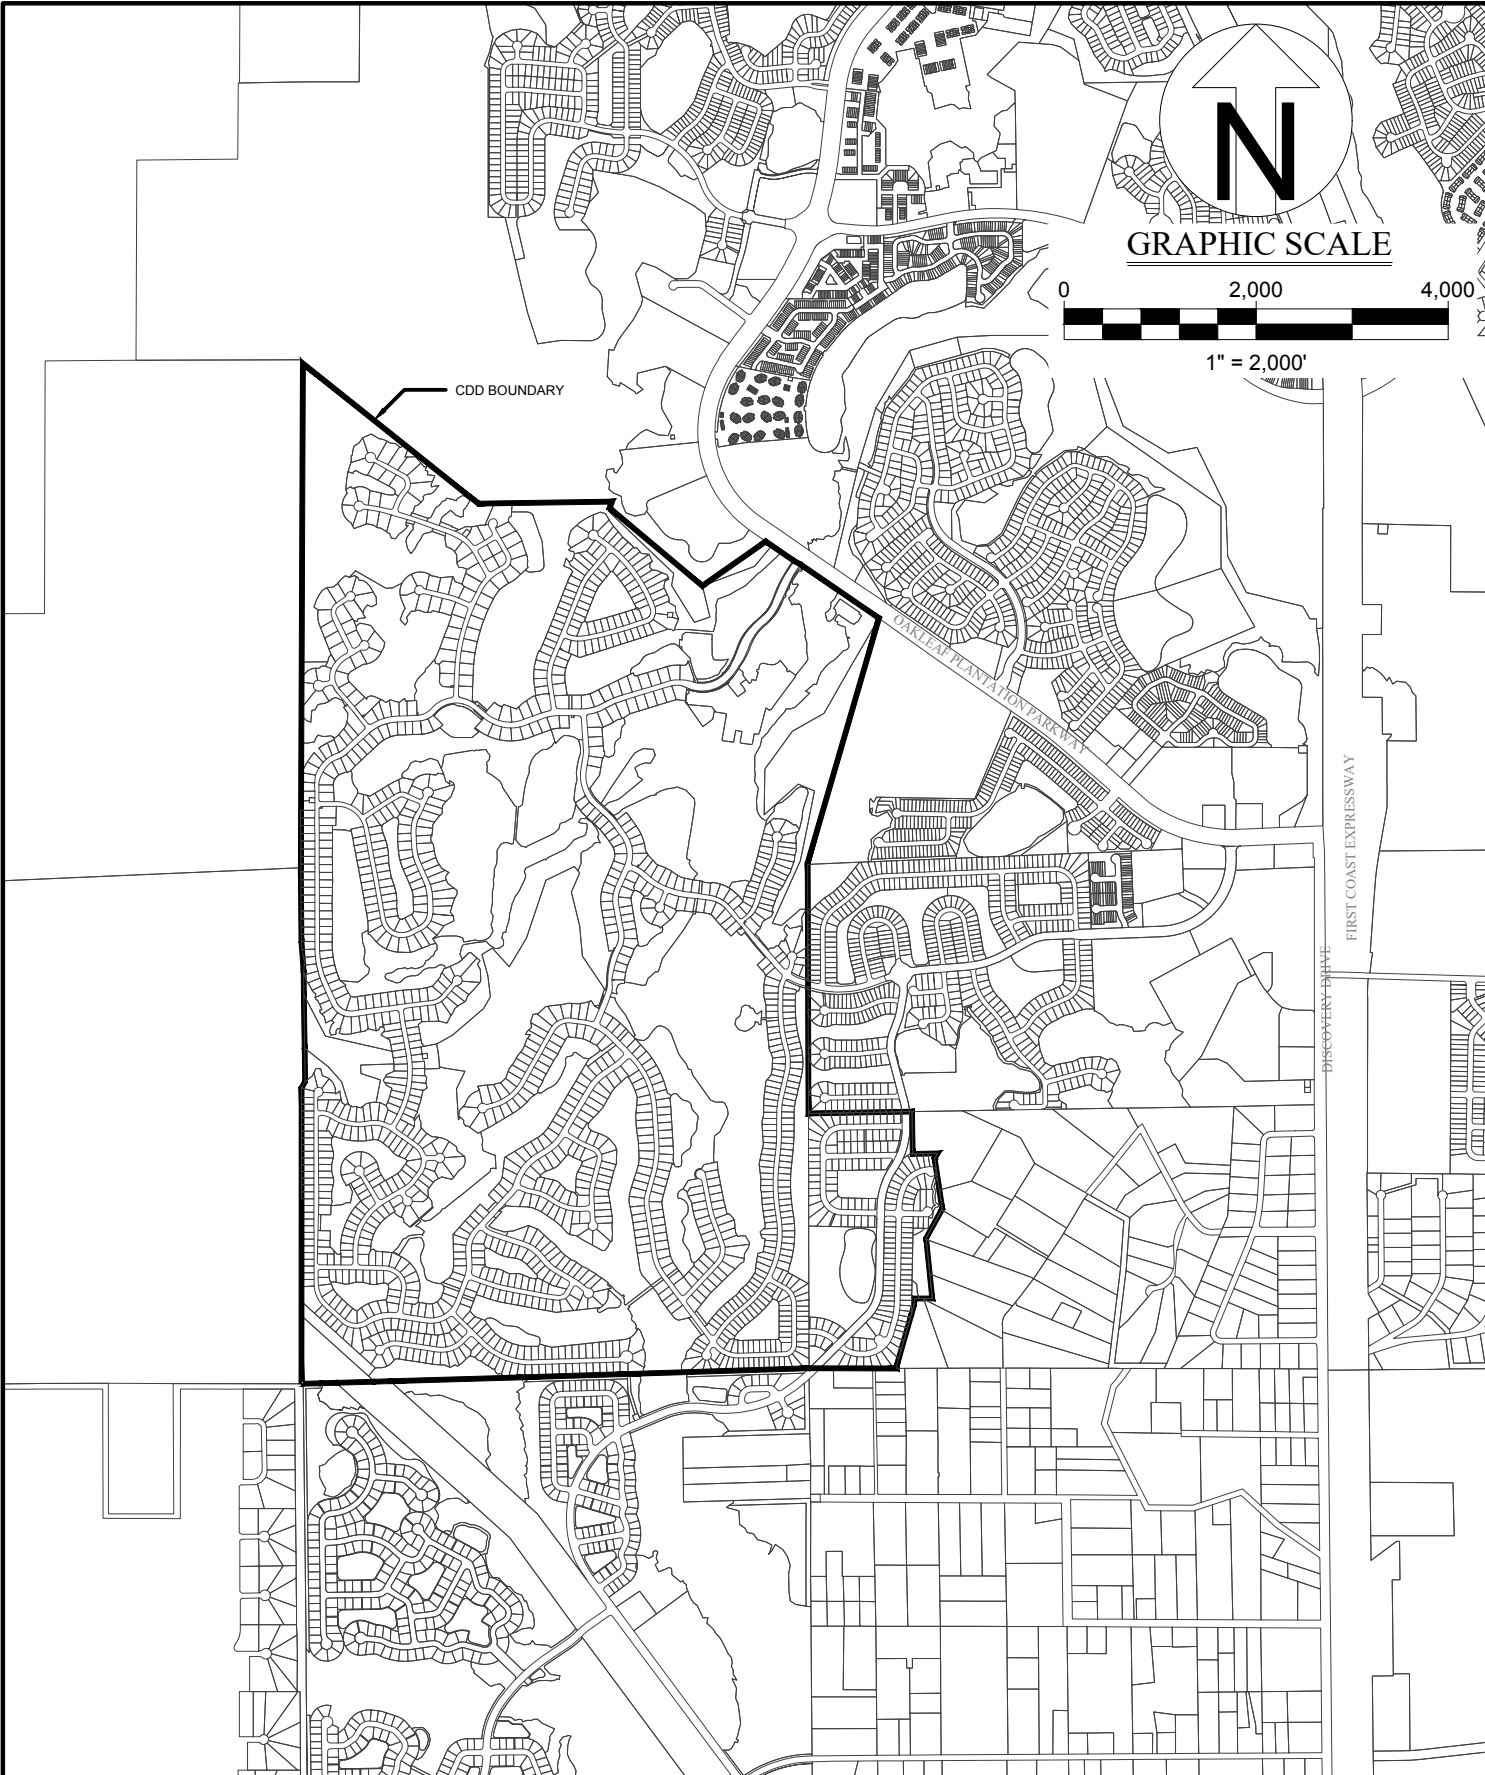 N
GRAPHIC SCALE
0 2,000 4,000
1" = 2,000'
CDD BOUNDARY
OAKLEAF PLANTATION PARKWAY
FIRST COAST EXPRESSWAY
DISCOVERY DRIVE